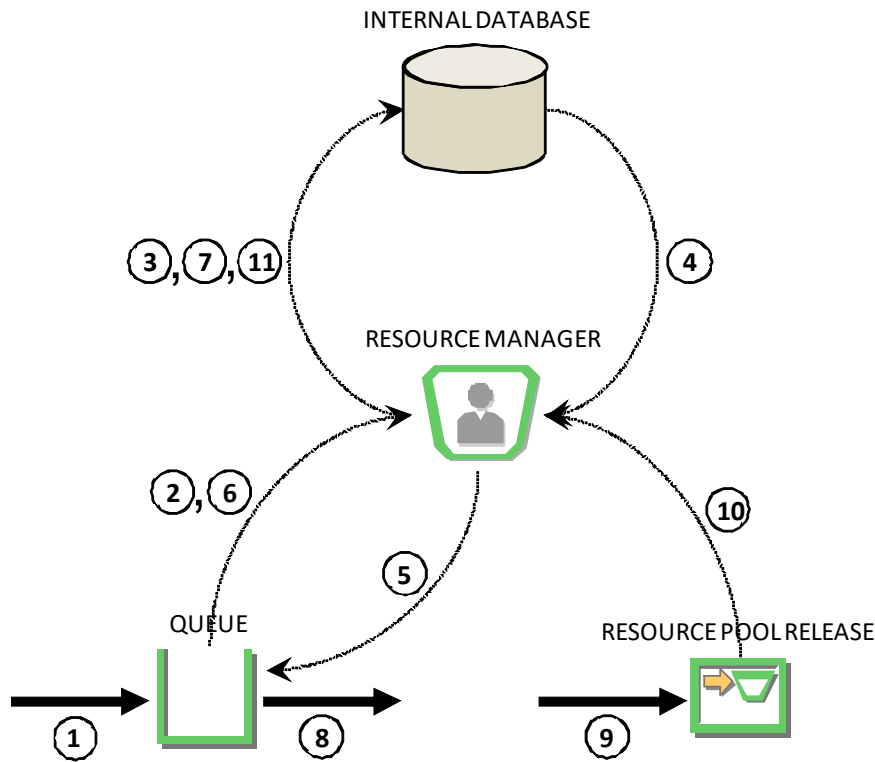 INTERNAL DATABASE
3, 7, 11
4
RESOURCE MANAGER
2, 6
10
5
QUEUE
RESOURCE POOL RELEASE
1
8
9